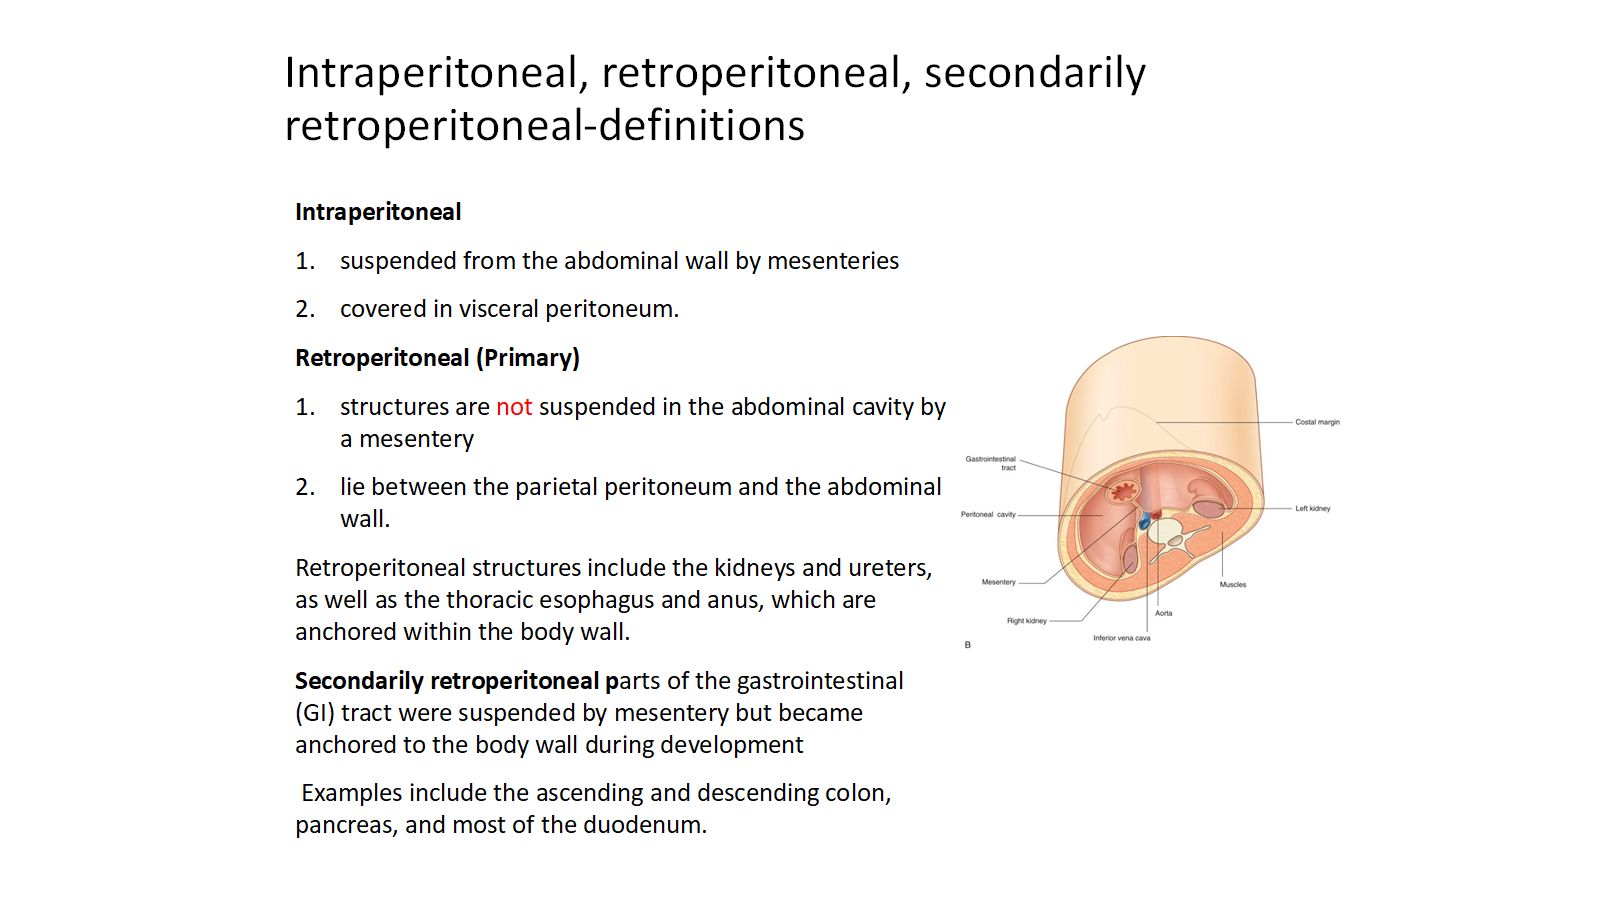 Intraperitoneal, retroperitoneal, secondarily
retroperitoneal-definitions
Intraperitoneal
1. suspended from the abdominal wall by mesenteries
2. covered in visceral peritoneum.
Retroperitoneal (Primary)
1. structures are not suspended in the abdominal cavity by
a mesentery
2. lie between the parietal peritoneum and the abdominal
wall.
Retroperitoneal structures include the kidneys and ureters,
as well as the thoracic esophagus and anus, which are
anchored within the body wall.
Secondarily retroperitoneal parts of the gastrointestinal
(GI) tract were suspended by mesentery but became
anchored to the body wall during development
Examples include the ascending and descending colon,
pancreas, and most of the duodenum.
Costal margin
Gastrointestinal
tract
Left kidney
Peritoneal cavity
Mesentery
Muscles
Aorta
Right kidney
Inferior vena cava
B